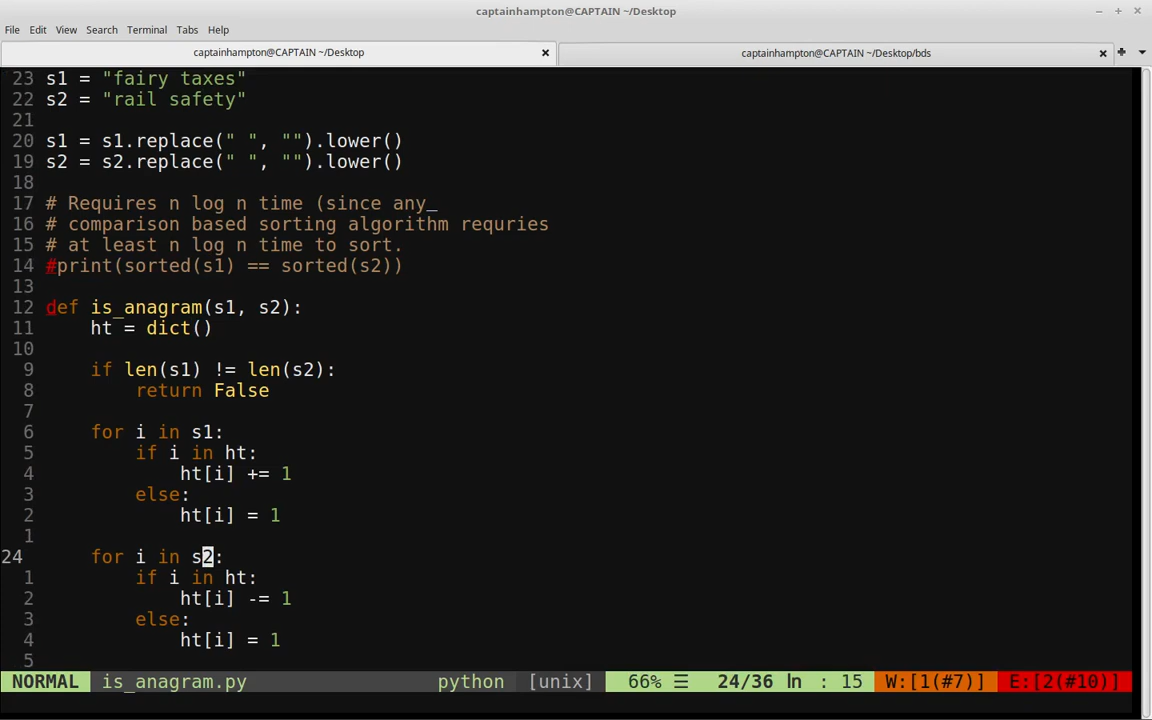 captainhampton@CAPTAIN ~/Desktop
File Edit View Search Terminal Tabs Help
captainhampton@CAPTAIN ~/Desktop captainhampton@CAPTAIN ~/Desktop/bds
23 s1 = "fairy taxes"
22 s2 = "rail safety"
21
20 s1 = s1.replace(" ", "").lower()
19 s2 = s2.replace(" ", "").lower()
18
17 # Requires n log n time (since any_
16 # comparison based sorting algorithm requries
15 # at least n log n time to sort.
14 #print(sorted(s1) == sorted(s2))
13
12 def is_anagram(s1, s2):
11     ht = dict()
10
9     if len(s1) != len(s2):
8         return False
7
6     for i in s1:
5         if i in ht:
4             ht[i] += 1
3         else:
2             ht[i] = 1
1
24     for i in s2:
1         if i in ht:
2             ht[i] -= 1
3         else:
4             ht[i] = 1
5
NORMAL is_anagram.py python [unix] 66% ☰ 24/36 ln : 15 W:[1(#7)] E:[2(#10)]